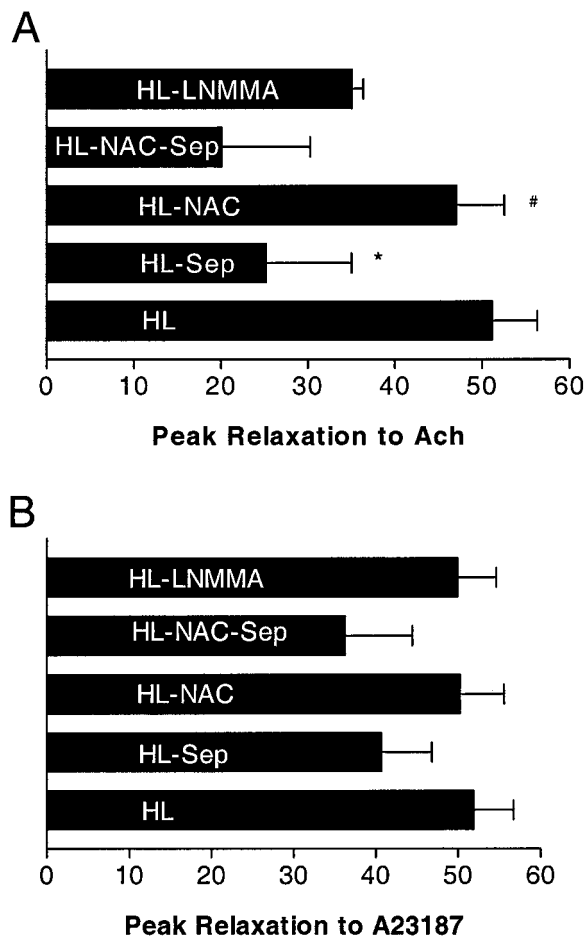 A
HL-LNMMA
HL-NAC-Sep
HL-NAC #
HL-Sep *
HL
0 10 20 30 40 50 60
Peak Relaxation to Ach
B
HL-LNMMA
HL-NAC-Sep
HL-NAC
HL-Sep
HL
0 10 20 30 40 50 60
Peak Relaxation to A23187